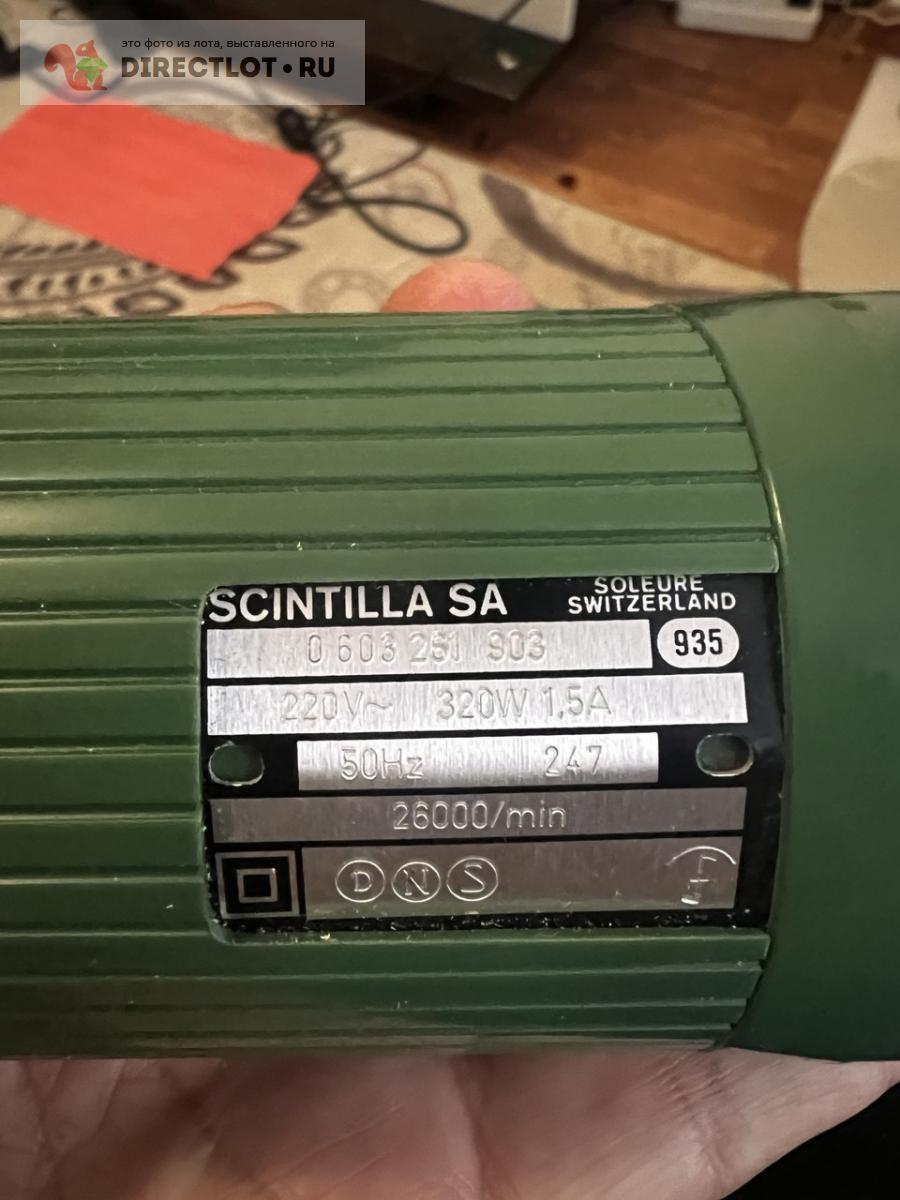 это фото из лота, выставленного на
DIRECTLOT•RU
SCINTILLA SA
SOLEURE
SWITZERLAND
0 603 251 903
935
220V~ 320W 1,5A
50Hz 247
26000/min
D N S